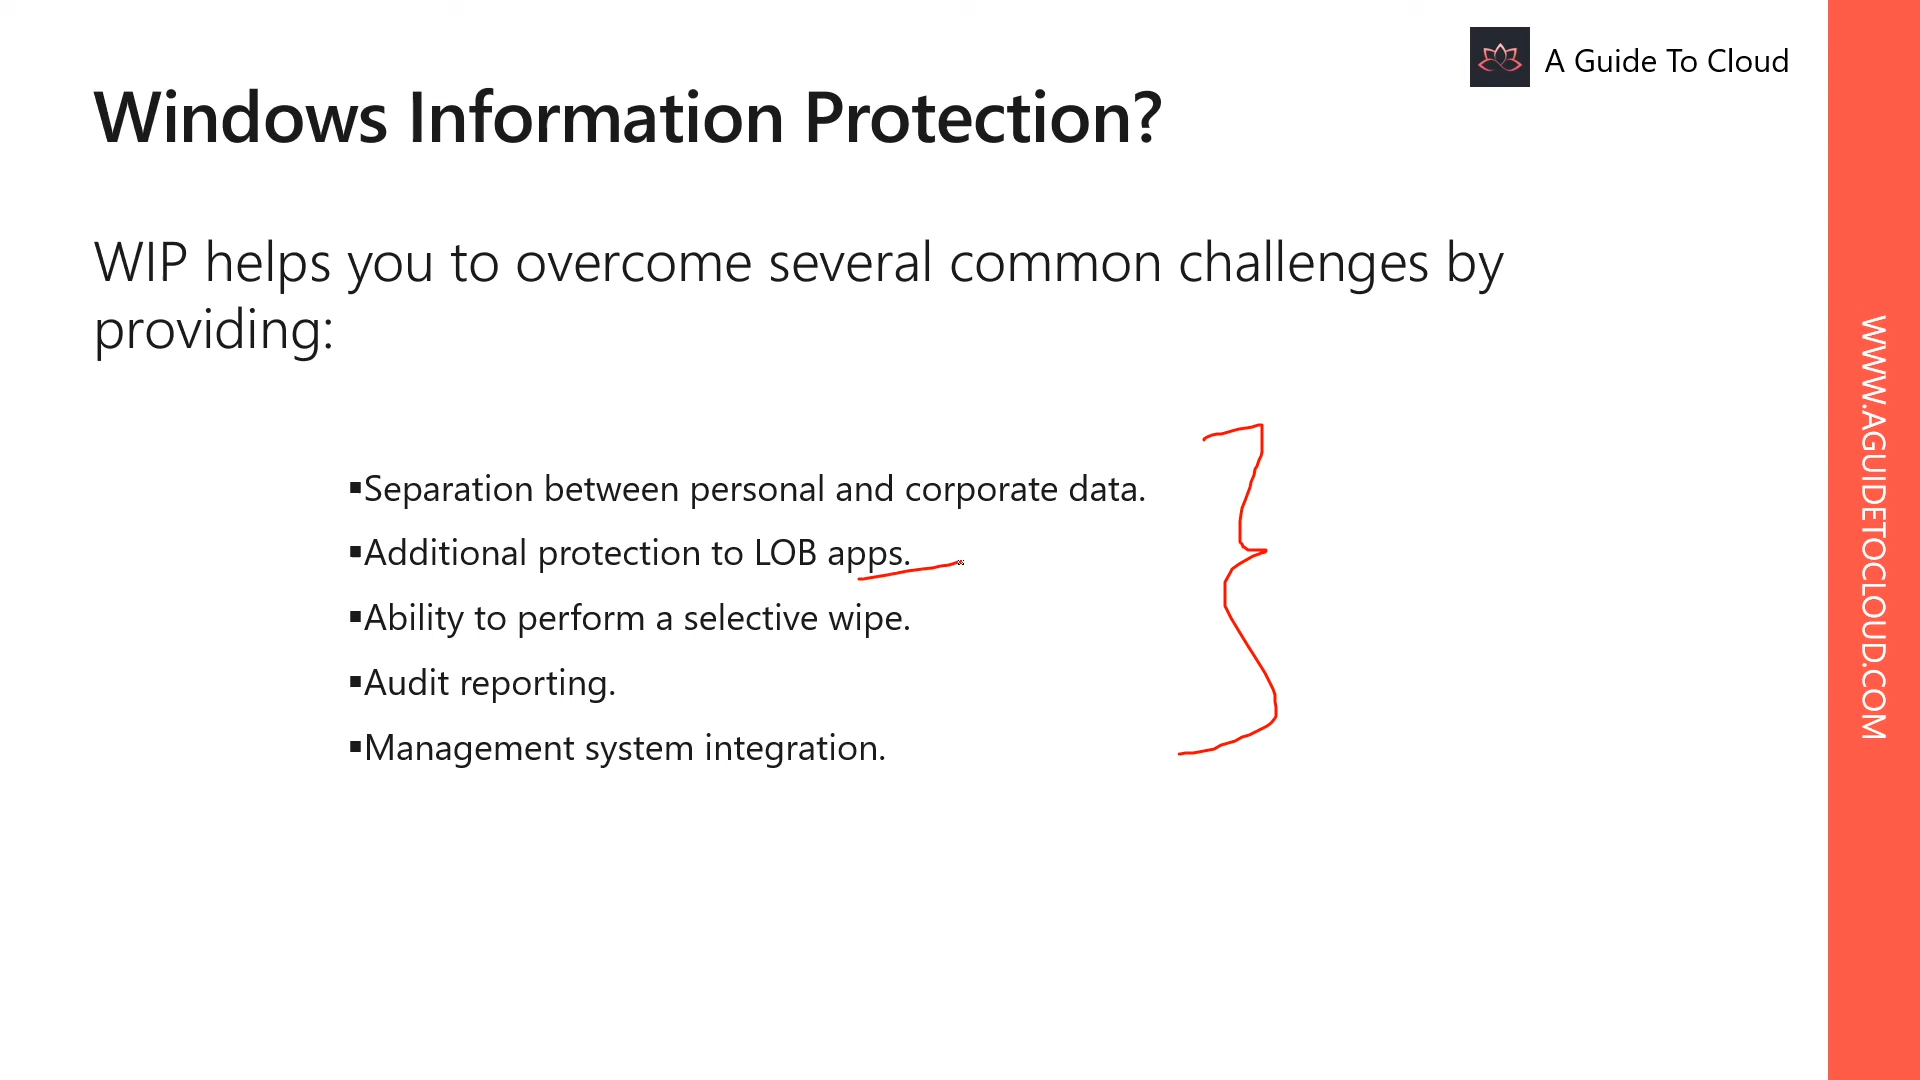 A Guide To Cloud
Windows Information Protection?
WIP helps you to overcome several common challenges by
providing:
▪Separation between personal and corporate data.
▪Additional protection to LOB apps.
▪Ability to perform a selective wipe.
▪Audit reporting.
▪Management system integration.
WWW.AGUIDETOCLOUD.COM